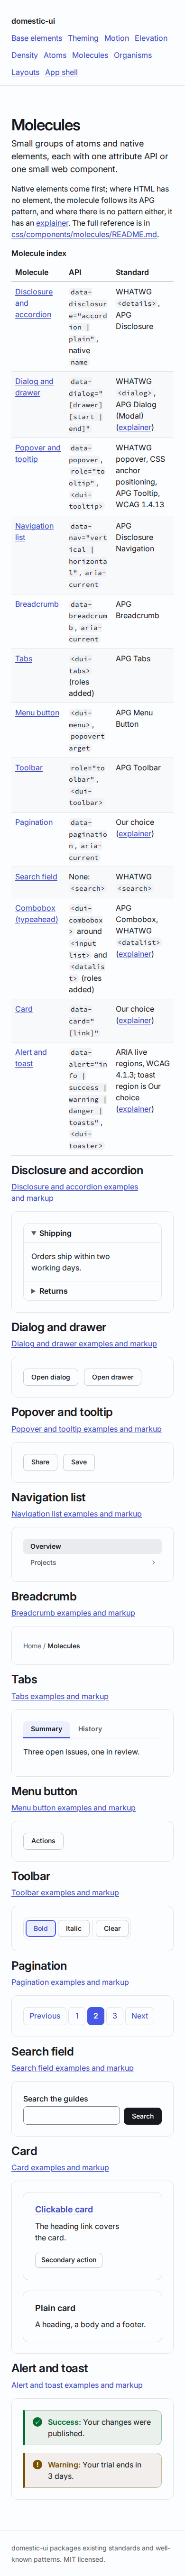 domestic-ui
Base elements Theming Motion Elevation
Density Atoms Molecules Organisms
Layouts App shell
Molecules
Small groups of atoms and native
elements, each with one attribute API or
one small web component.
Native elements come first; where HTML has
no element, the molecule follows its APG
pattern, and where there is no pattern either, it
has an explainer. The full reference is in
css/components/molecules/README.md.
Molecule index
Molecule API Standard
Disclosure
and
accordion
data-
disclosur
e="accord
ion |
plain",
native
name
WHATWG
<details>,
APG
Disclosure
Dialog and
drawer
data-
dialog="
[drawer]
[start |
end]"
WHATWG
<dialog>,
APG Dialog
(Modal)
(explainer)
Popover and
tooltip
data-
popover,
role="to
oltip",
<dui-
tooltip>
WHATWG
popover, CSS
anchor
positioning,
APG Tooltip,
WCAG 1.4.13
Navigation
list
data-
nav="vert
ical |
horizonta
l", aria-
current
APG
Disclosure
Navigation
Breadcrumb
data-
breadcrum
b, aria-
current
APG
Breadcrumb
Tabs
<dui-
tabs>
(roles
added)
APG Tabs
Menu button
<dui-
menu>,
popovert
arget
APG Menu
Button
Toolbar
role="to
olbar",
<dui-
toolbar>
APG Toolbar
Pagination
data-
paginatio
n, aria-
current
Our choice
(explainer)
Search field
None:
<search>
WHATWG
<search>
Combobox
(typeahead)
<dui-
combobox
> around
<input
list> and
<datalis
t> (roles
added)
APG
Combobox,
WHATWG
<datalist>
(explainer)
Card
data-
card="
[link]"
Our choice
(explainer)
Alert and
toast
data-
alert="in
fo |
success |
warning |
danger |
toasts",
<dui-
toaster>
ARIA live
regions, WCAG
4.1.3; toast
region is Our
choice
(explainer)
Disclosure and accordion
Disclosure and accordion examples
and markup
Shipping
Orders ship within two
working days.
Returns
Dialog and drawer
Dialog and drawer examples and markup
Open dialog Open drawer
Popover and tooltip
Popover and tooltip examples and markup
Share Save
Navigation list
Navigation list examples and markup
Overview
Projects
Breadcrumb
Breadcrumb examples and markup
Home / Molecules
Tabs
Tabs examples and markup
Summary History
Three open issues, one in review.
Menu button
Menu button examples and markup
Actions
Toolbar
Toolbar examples and markup
Bold Italic Clear
Pagination
Pagination examples and markup
Previous 1 2 3 Next
Search field
Search field examples and markup
Search the guides
Search
Card
Card examples and markup
Clickable card
The heading link covers
the card.
Secondary action
Plain card
A heading, a body and a footer.
Alert and toast
Alert and toast examples and markup
Success: Your changes were
published.
Warning: Your trial ends in
3 days.
domestic-ui packages existing standards and well-
known patterns. MIT licensed.